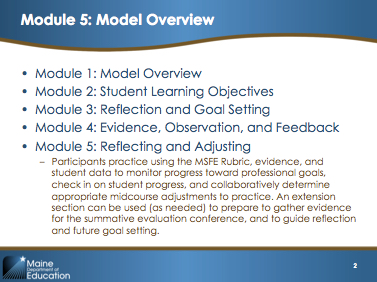 Module 5: Model Overview
• Module 1: Model Overview
• Module 2: Student Learning Objectives
• Module 3: Reflection and Goal Setting
• Module 4: Evidence, Observation, and Feedback
• Module 5: Reflecting and Adjusting
– Participants practice using the MSFE Rubric, evidence, and
student data to monitor progress toward professional goals,
check in on student progress, and collaboratively determine
appropriate midcourse adjustments to practice. An extension
section can be used (as needed) to prepare to gather evidence
for the summative evaluation conference, and to guide reflection
and future goal setting.
Maine
Department of
Education
2